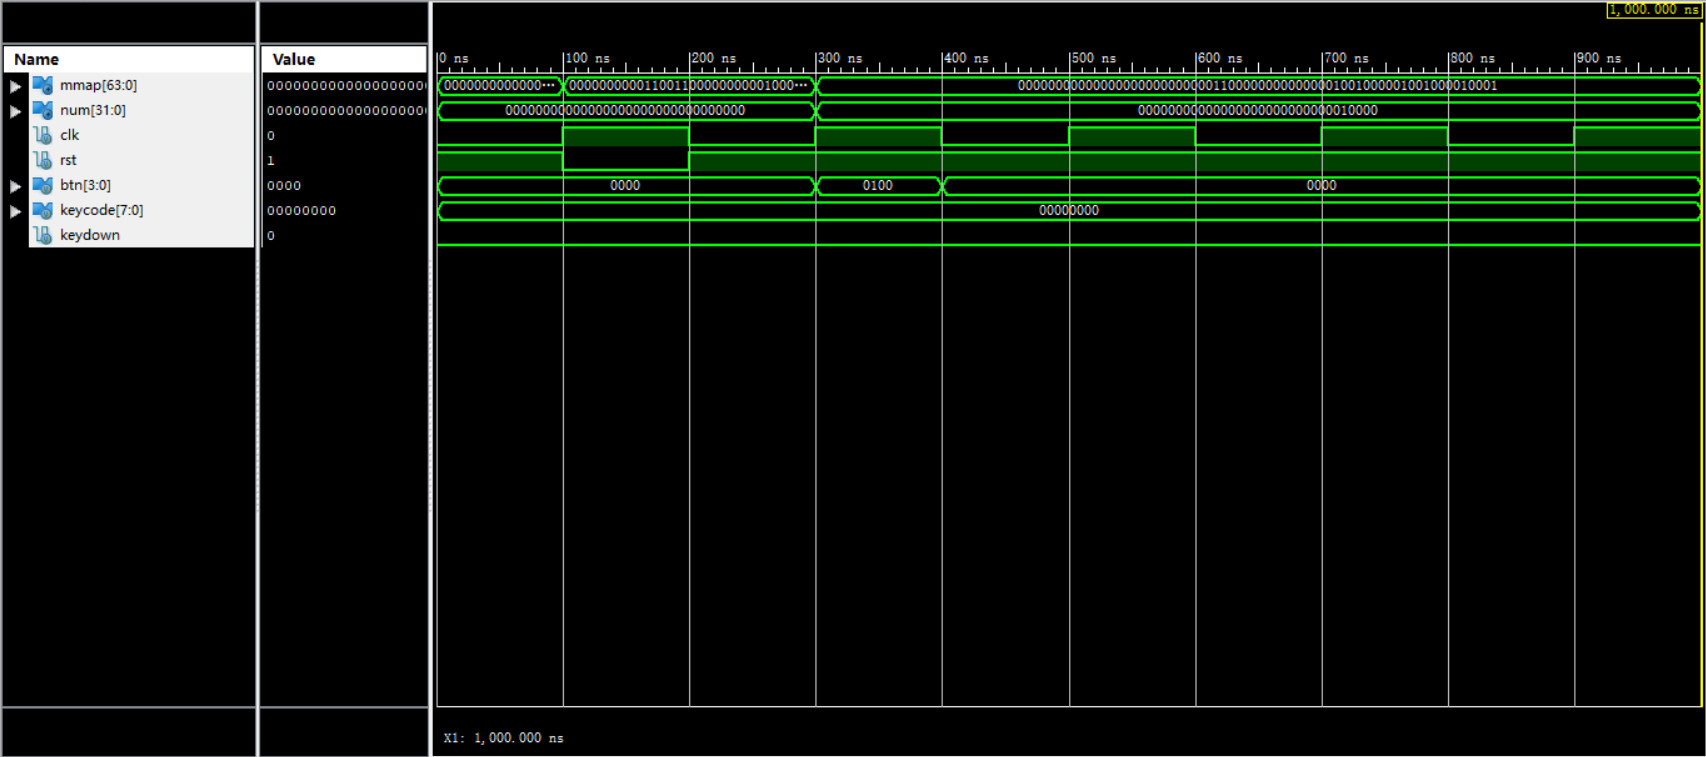 1,000.000 ns
Name
Value
0 ns
100 ns
200 ns
300 ns
400 ns
500 ns
600 ns
700 ns
800 ns
900 ns
mmap[63:0]
000000000000000000
0000000000000···
000000000011001100000000001000···
0000000000000000000000000001100000000000001001000001001000010001
num[31:0]
000000000000000000
00000000000000000000000000000000
00000000000000000000000000010000
clk
0
rst
1
btn[3:0]
0000
0000
0100
0000
keycode[7:0]
00000000
00000000
keydown
0
X1: 1,000.000 ns